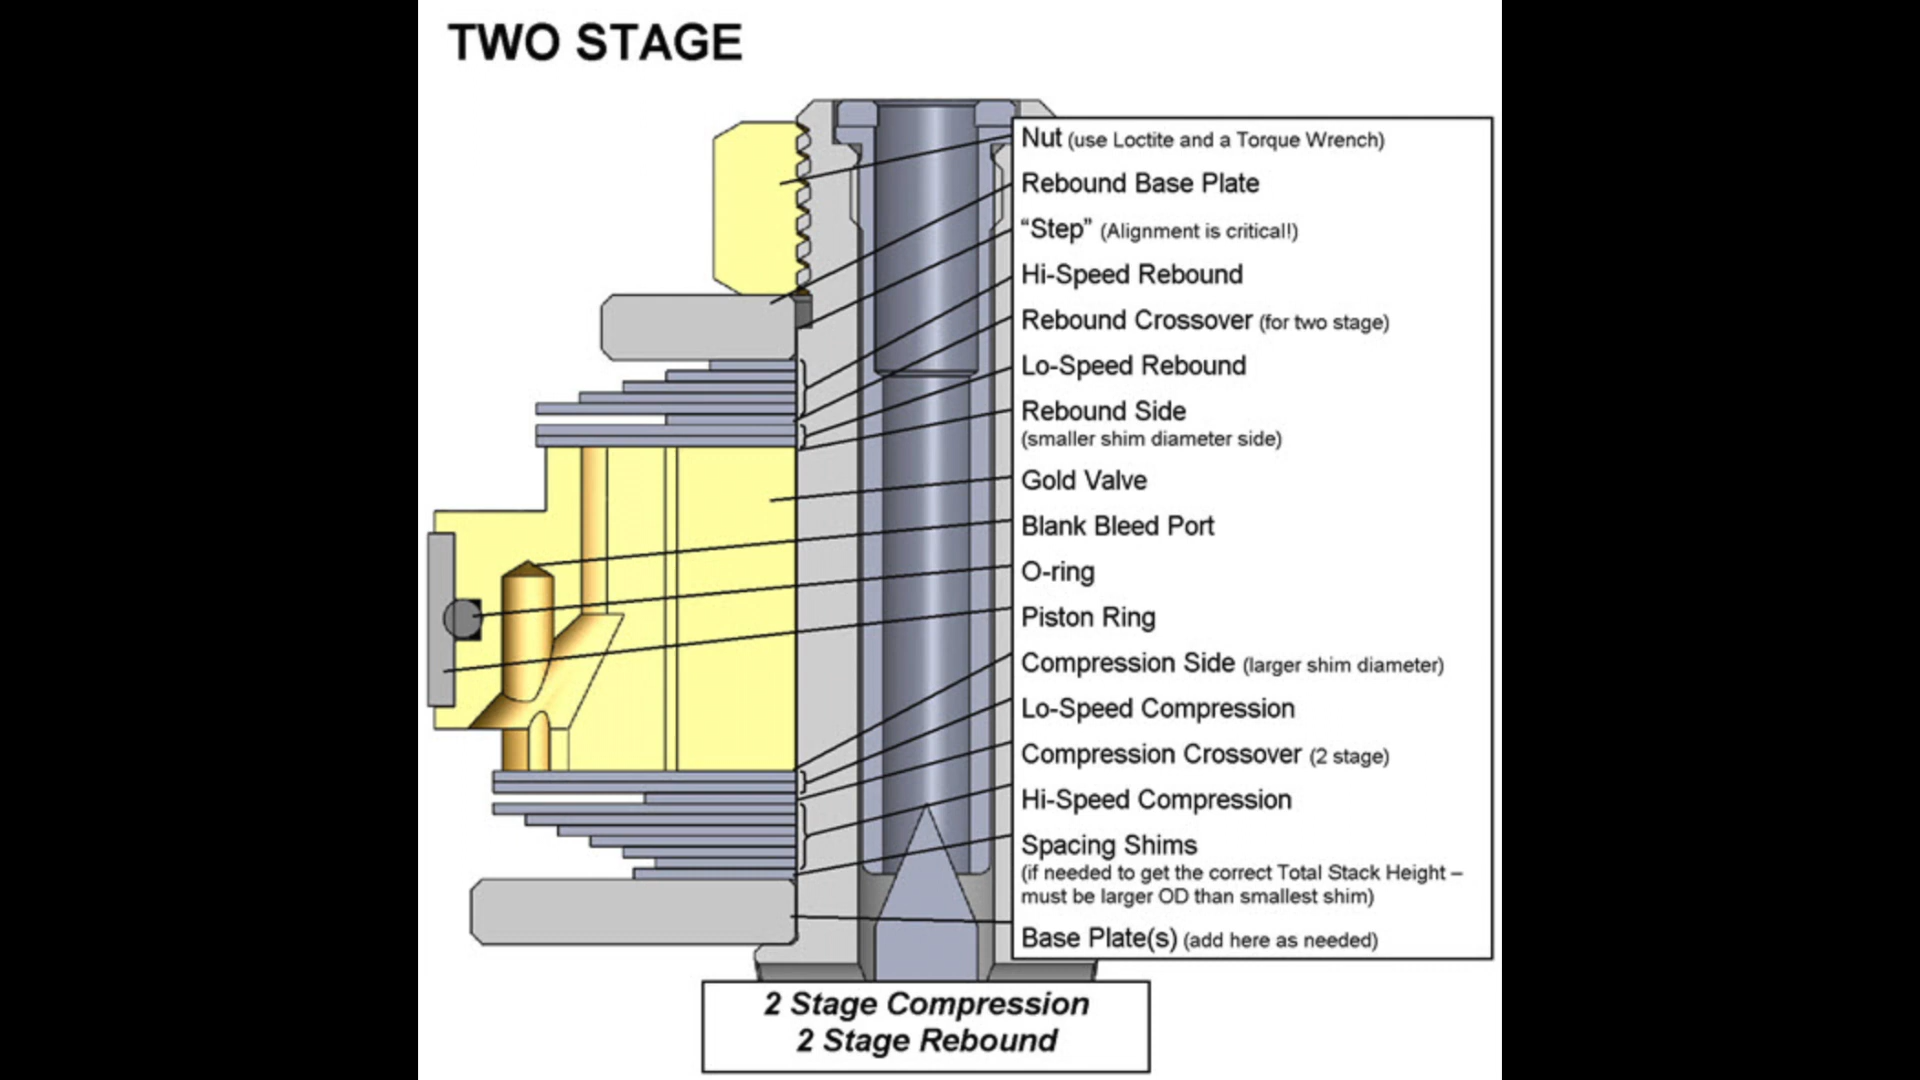 TWO STAGE
Nut (use Loctite and a Torque Wrench)
Rebound Base Plate
“Step” (Alignment is critical!)
Hi-Speed Rebound
Rebound Crossover (for two stage)
Lo-Speed Rebound
Rebound Side
(smaller shim diameter side)
Gold Valve
Blank Bleed Port
O-ring
Piston Ring
Compression Side (larger shim diameter)
Lo-Speed Compression
Compression Crossover (2 stage)
Hi-Speed Compression
Spacing Shims
(if needed to get the correct Total Stack Height –
must be larger OD than smallest shim)
Base Plate(s) (add here as needed)
2 Stage Compression
2 Stage Rebound